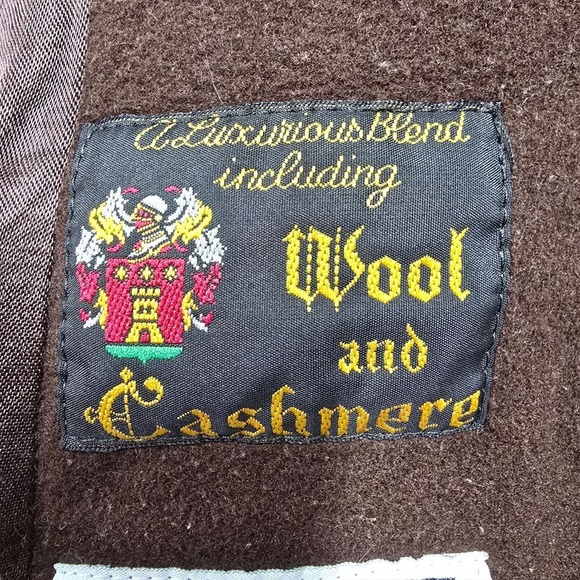 A Luxurious Blend
including
Wool
and
Cashmere